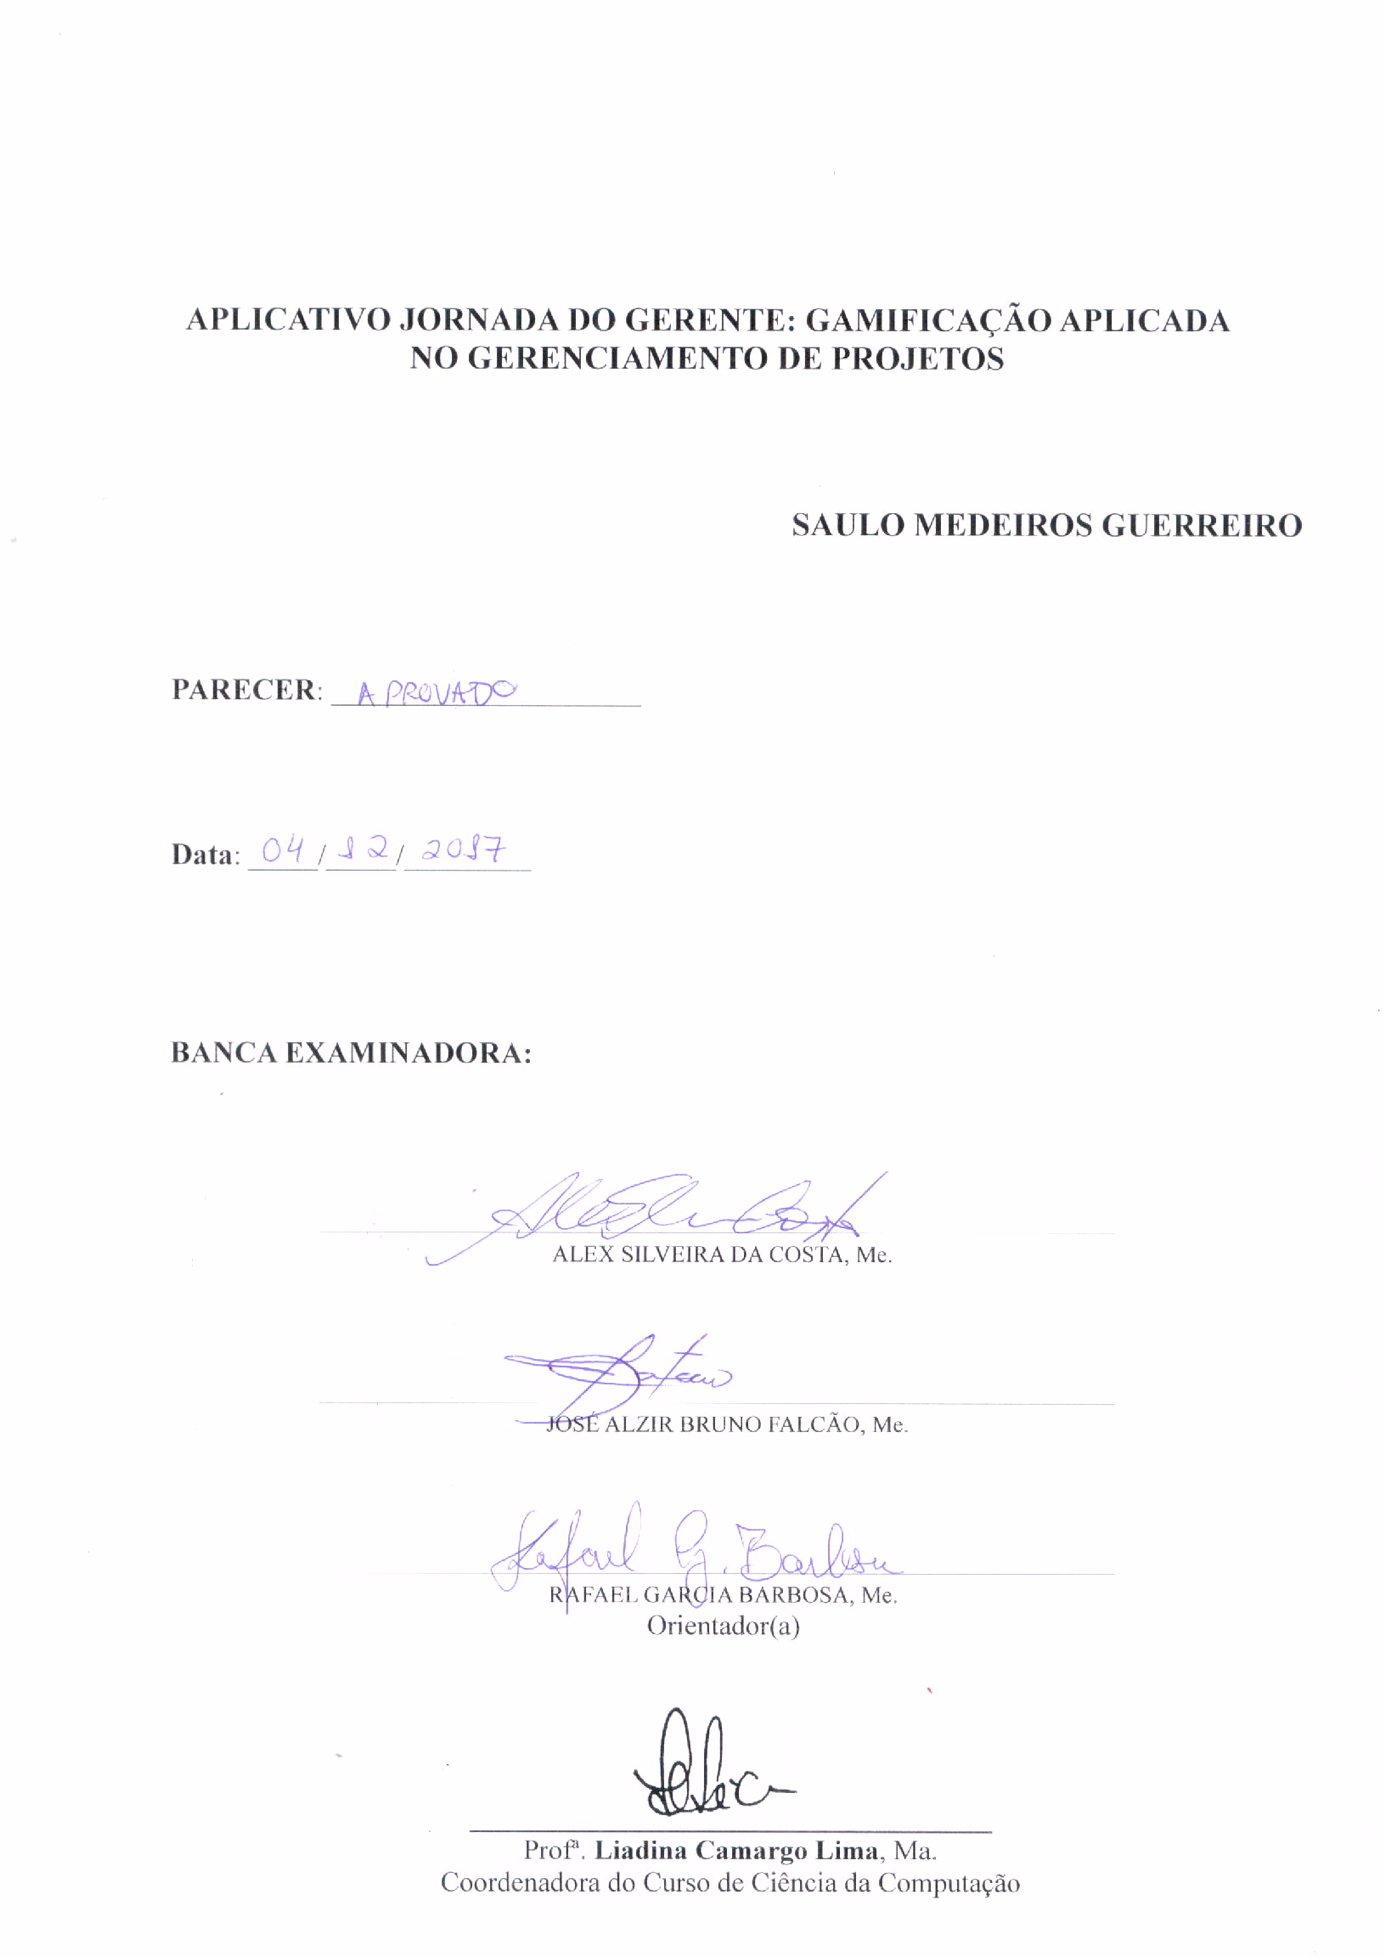 APLICATIVO JORNADA DO GERENTE: GAMIFICAÇÃO APLICADA
NO GERENCIAMENTO DE PROJETOS
SAULO MEDEIROS GUERREIRO
PARECER: APROVADO
Data: 04 / 12 / 2017
BANCA EXAMINADORA:
ALEX SILVEIRA DA COSTA, Me.
JOSÉ ALZIR BRUNO FALCÃO, Me.
Rafael G. Barbosa
RAFAEL GARCIA BARBOSA, Me.
Orientador(a)
Profª. Liadina Camargo Lima, Ma.
Coordenadora do Curso de Ciência da Computação